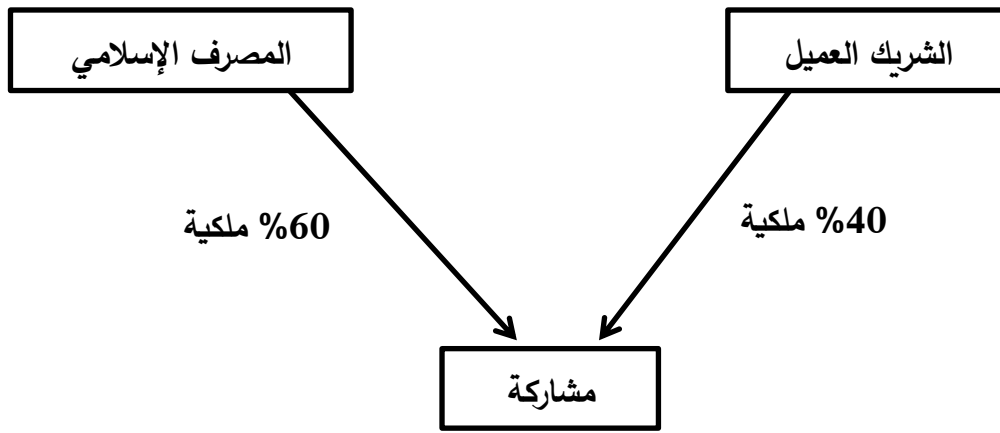 الشريك العميل
المصرف الإسلامي
40% ملكية
60% ملكية
مشاركة